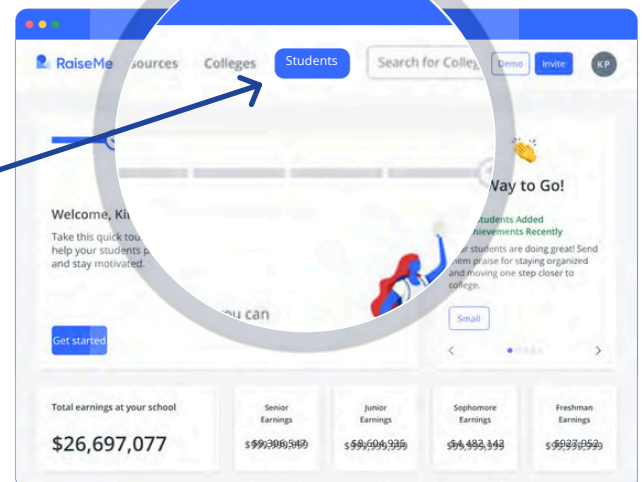 RaiseMe sources Colleges Students Search for Colleg Demo Invite KP
Way to Go!
Welcome, Ki
Students Added
hievements Recently
Take this quick tou
help your students p
and stay motivated.
students are doing great! Send
em praise for staying organized
and moving one step closer to
college.
ou can
Small
Get started
Total earnings at your school
Senior
Earnings
Junior
Earnings
Sophomore
Earnings
Freshman
Earnings
$26,697,077